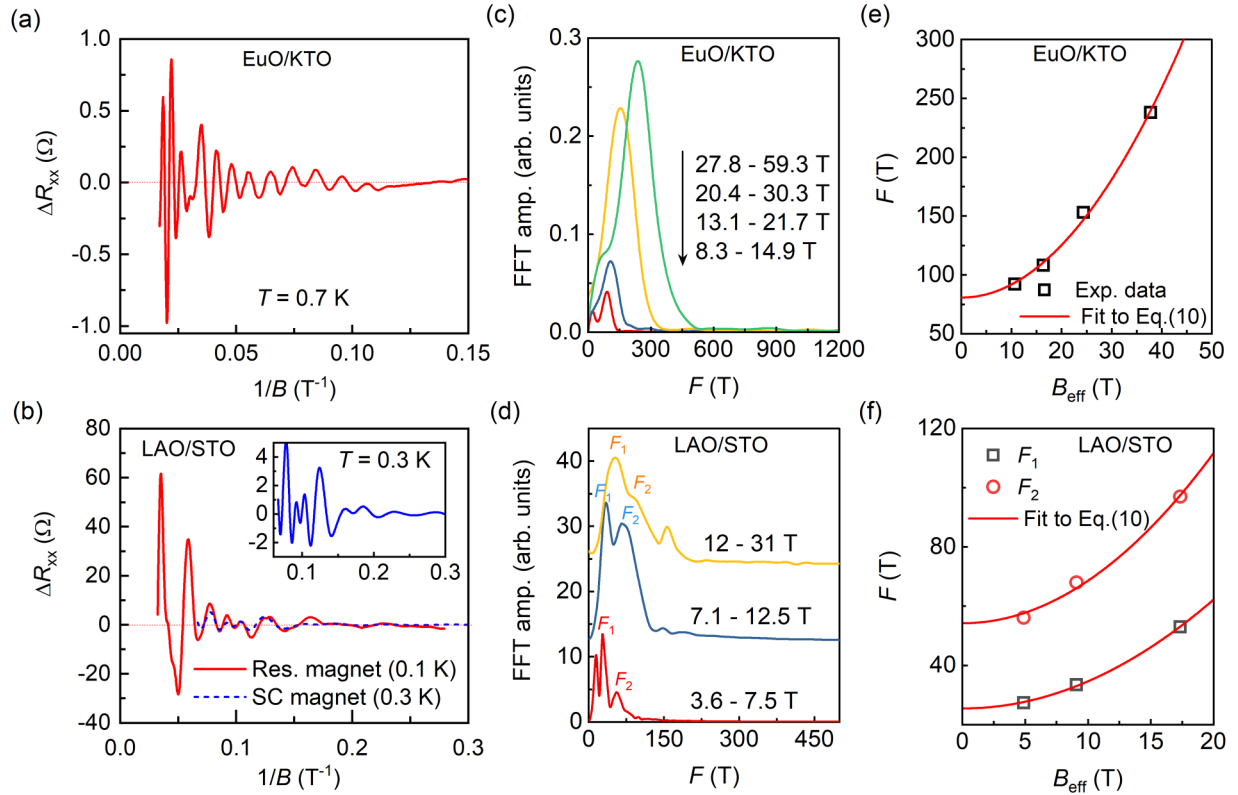 (a)
EuO/KTO
1.0
0.5
0.0
-0.5
-1.0
ΔRxx (Ω)
T = 0.7 K
0.00 0.05 0.10 0.15
1/B (T⁻¹)
(c)
EuO/KTO
0.3
0.2
0.1
0.0
FFT amp. (arb. units)
27.8 - 59.3 T
20.4 - 30.3 T
13.1 - 21.7 T
8.3 - 14.9 T
0 300 600 900 1200
F (T)
(e)
EuO/KTO
300
250
200
150
100
50
F (T)
Exp. data
Fit to Eq.(10)
0 10 20 30 40 50
Beff (T)
(b)
LAO/STO
80
60
40
20
0
-20
-40
ΔRxx (Ω)
T = 0.3 K
4
2
0
-2
0.1 0.2 0.3
Res. magnet (0.1 K)
SC magnet (0.3 K)
0.0 0.1 0.2 0.3
1/B (T⁻¹)
(d)
LAO/STO
40
30
20
10
0
FFT amp. (arb. units)
F1
F2
12 - 31 T
F1
F2
7.1 - 12.5 T
F1
F2
3.6 - 7.5 T
0 150 300 450
F (T)
(f)
LAO/STO
120
80
40
F (T)
F1
F2
Fit to Eq.(10)
0 5 10 15 20
Beff (T)